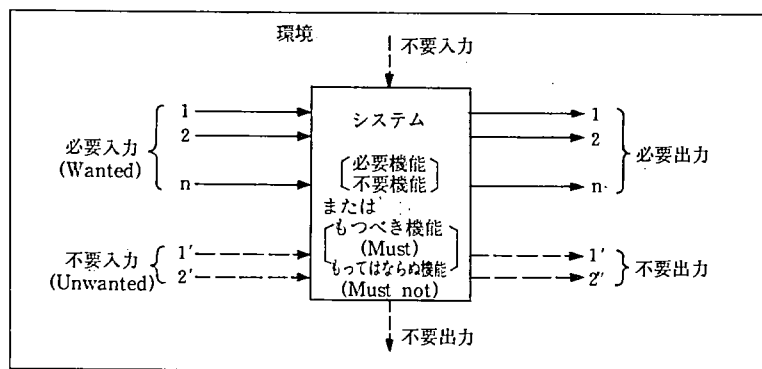 環境
不要入力
1
2
n
必要入力
(Wanted)
1'
2'
不要入力
(Unwanted)
システム
必要機能
不要機能
または
もつべき機能
(Must)
もってはならぬ機能
(Must not)
1
2
n
必要出力
1'
2''
不要出力
不要出力